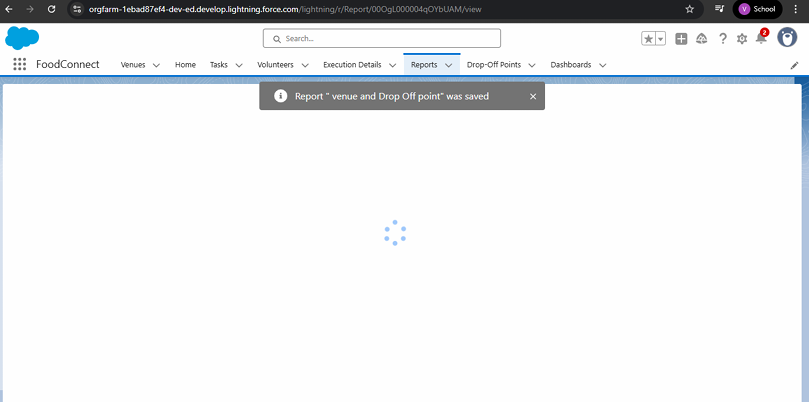 orgfarm-1ebad87ef4-dev-ed.develop.lightning.force.com/lightning/r/Report/00OgL000004qOYbUAM/view
V School
Search...
2
FoodConnect Venues Home Tasks Volunteers Execution Details Reports Drop-Off Points Dashboards
Report " venue and Drop Off point" was saved